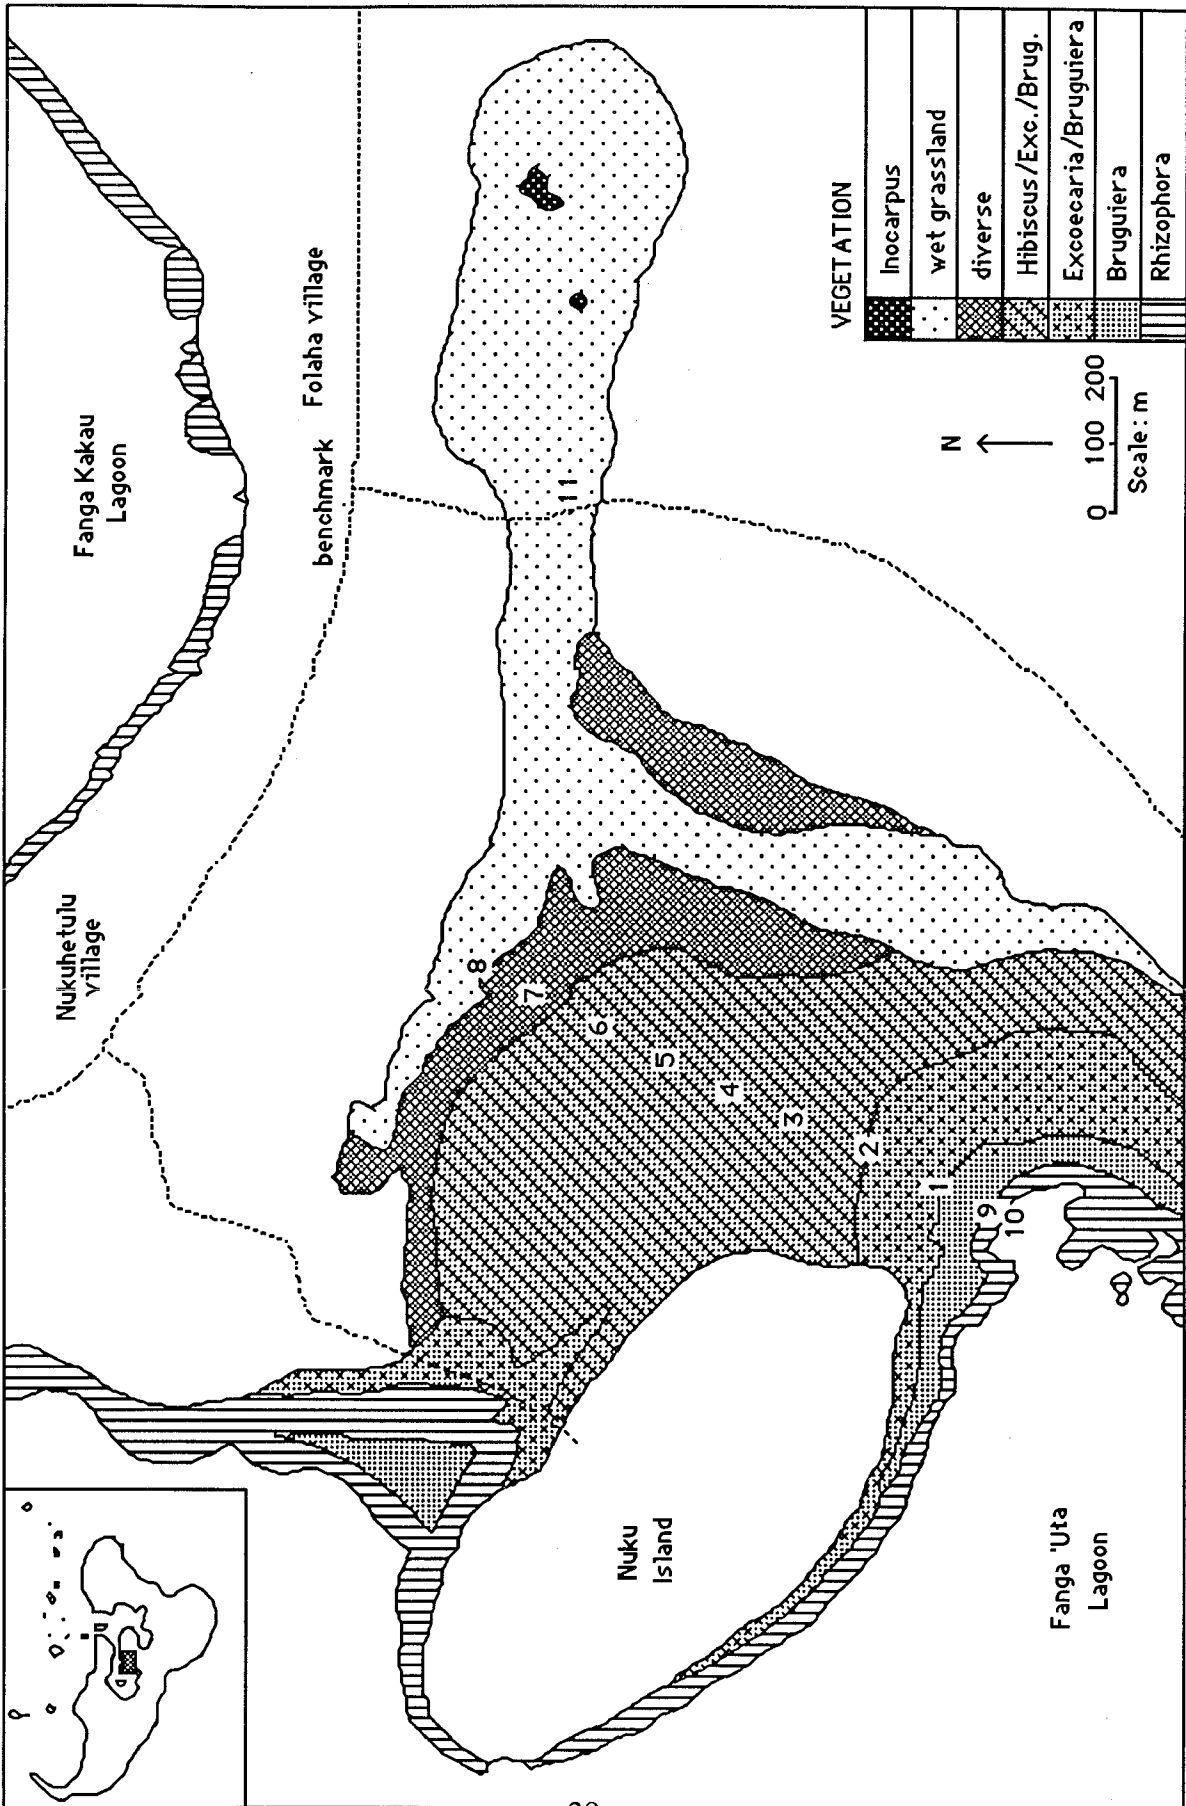 Fanga Kakau
Lagoon
Nukuhetulu
village
Folaha village
benchmark
8
7
6
5
4
3
2
1
9
10
11
Nuku
Island
Fanga 'Uta
Lagoon
N
0 100 200
Scale: m
VEGETATION
Inocarpus
wet grassland
diverse
Hibiscus/Exc./Brug.
Excoecaria/Bruguiera
Bruguiera
Rhizophora